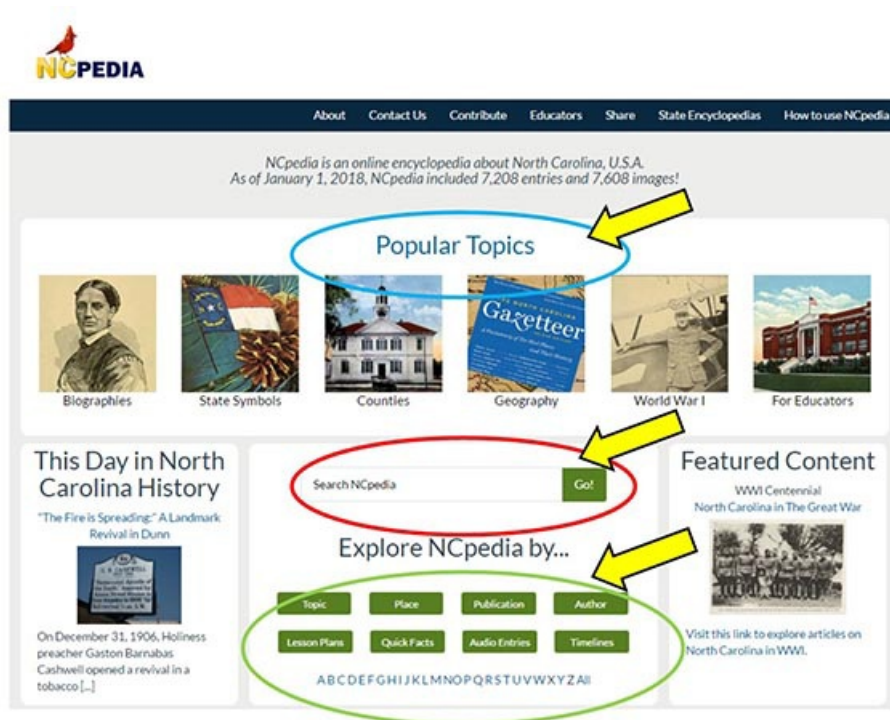 NCPEDIA
About Contact Us Contribute Educators Share State Encyclopedias How to use NCpedia
NCpedia is an online encyclopedia about North Carolina, U.S.A.
As of January 1, 2018, NCpedia included 7,208 entries and 7,608 images!
Popular Topics
NORTH CAROLINA
Gazetteer
Biographies State Symbols Counties Geography World War I For Educators
This Day in North
Carolina History
"The Fire is Spreading:" A Landmark
Revival in Dunn
On December 31, 1906, Holiness
preacher Gaston Barnabas
Cashwell opened a revival in a
tobacco [...]
Search NCpedia Go!
Explore NCpedia by...
Topic Place Publication Author
Lesson Plans Quick Facts Audio Entries Timelines
A B C D E F G H I J K L M N O P Q R S T U V W X Y Z All
Featured Content
WWI Centennial
North Carolina in The Great War
Visit this link to explore articles on
North Carolina in WWI.